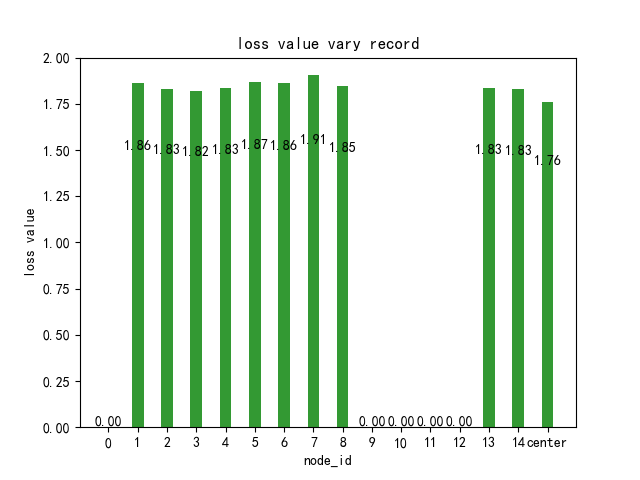 loss value vary record
loss value
2.00
1.75
1.50
1.25
1.00
0.75
0.50
0.25
0.00
0.00 1.86 1.83 1.82 1.83 1.87 1.86 1.91 1.85 0.00 0.00 0.00 0.00 1.83 1.83 1.76
0 1 2 3 4 5 6 7 8 9 10 11 12 13 14 center
node_id